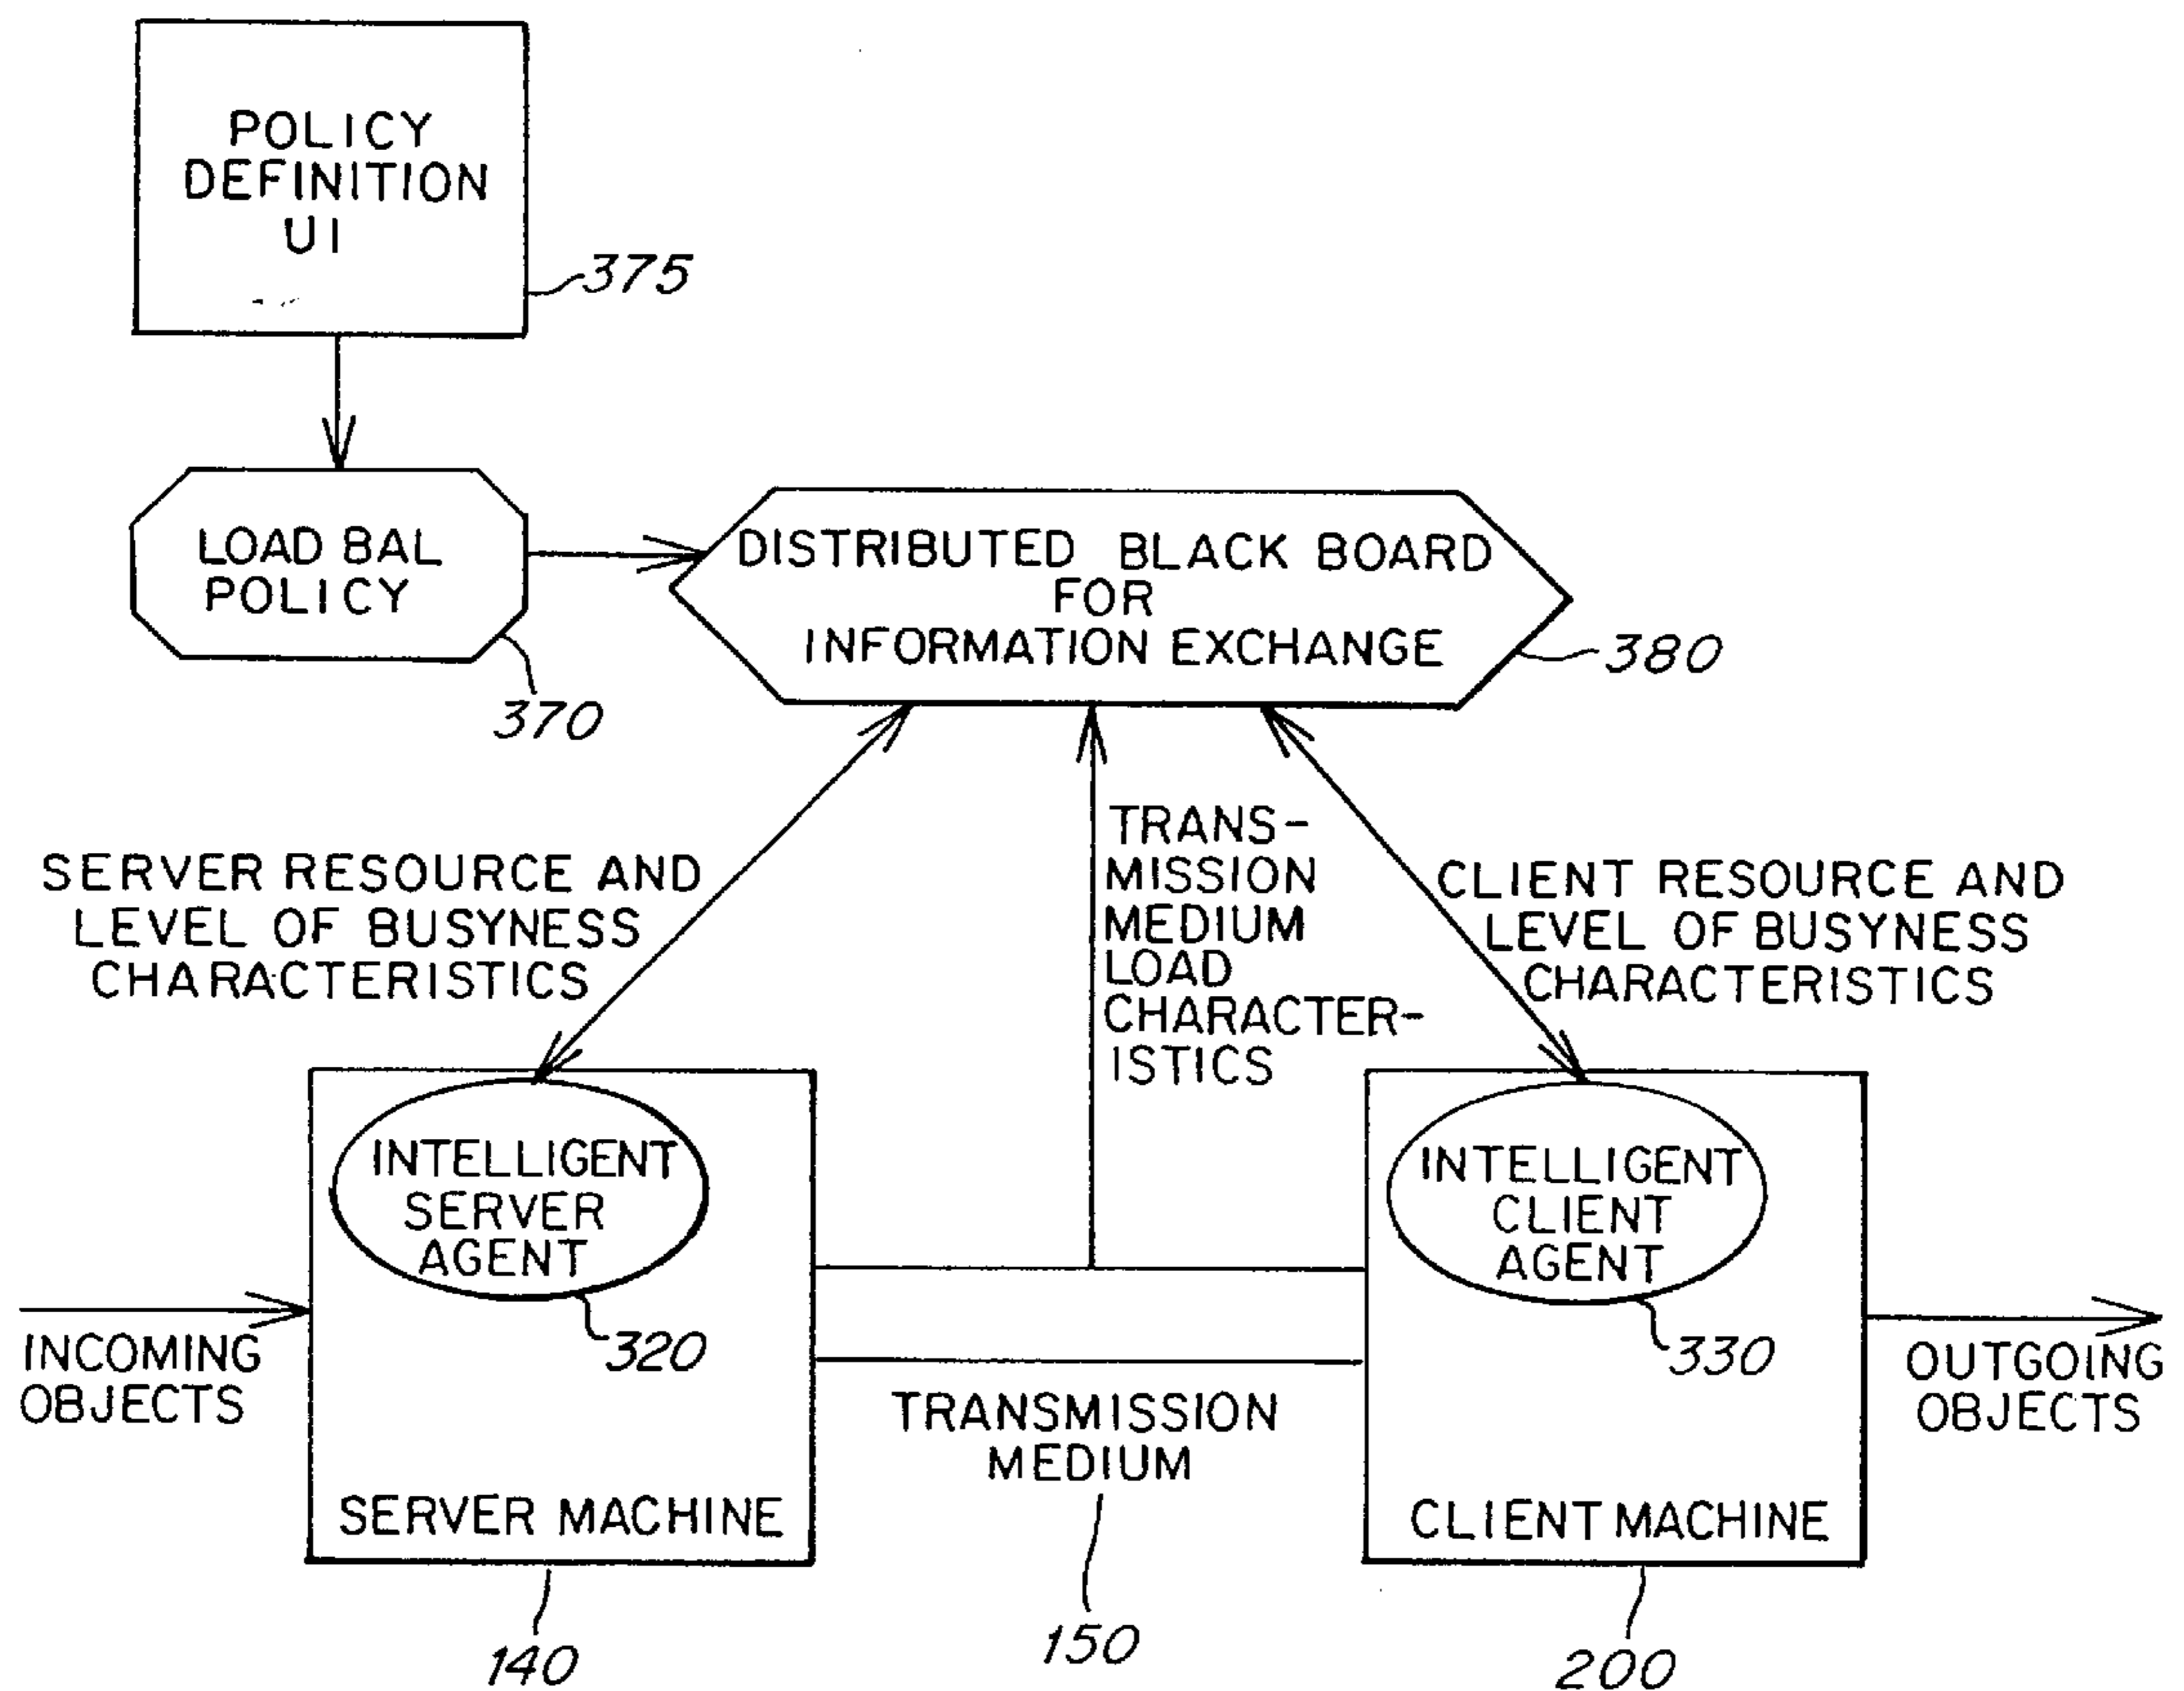 POLICY
DEFINITION
UI
375
LOAD BAL
POLICY
370
DISTRIBUTED BLACK BOARD
FOR
INFORMATION EXCHANGE
380
SERVER RESOURCE AND
LEVEL OF BUSYNESS
CHARACTERISTICS
TRANS-
MISSION
MEDIUM
LOAD
CHARACTER-
ISTICS
CLIENT RESOURCE AND
LEVEL OF BUSYNESS
CHARACTERISTICS
INTELLIGENT
SERVER
AGENT
320
INTELLIGENT
CLIENT
AGENT
330
INCOMING
OBJECTS
OUTGOING
OBJECTS
TRANSMISSION
MEDIUM
SERVER MACHINE
CLIENT MACHINE
140
150
200